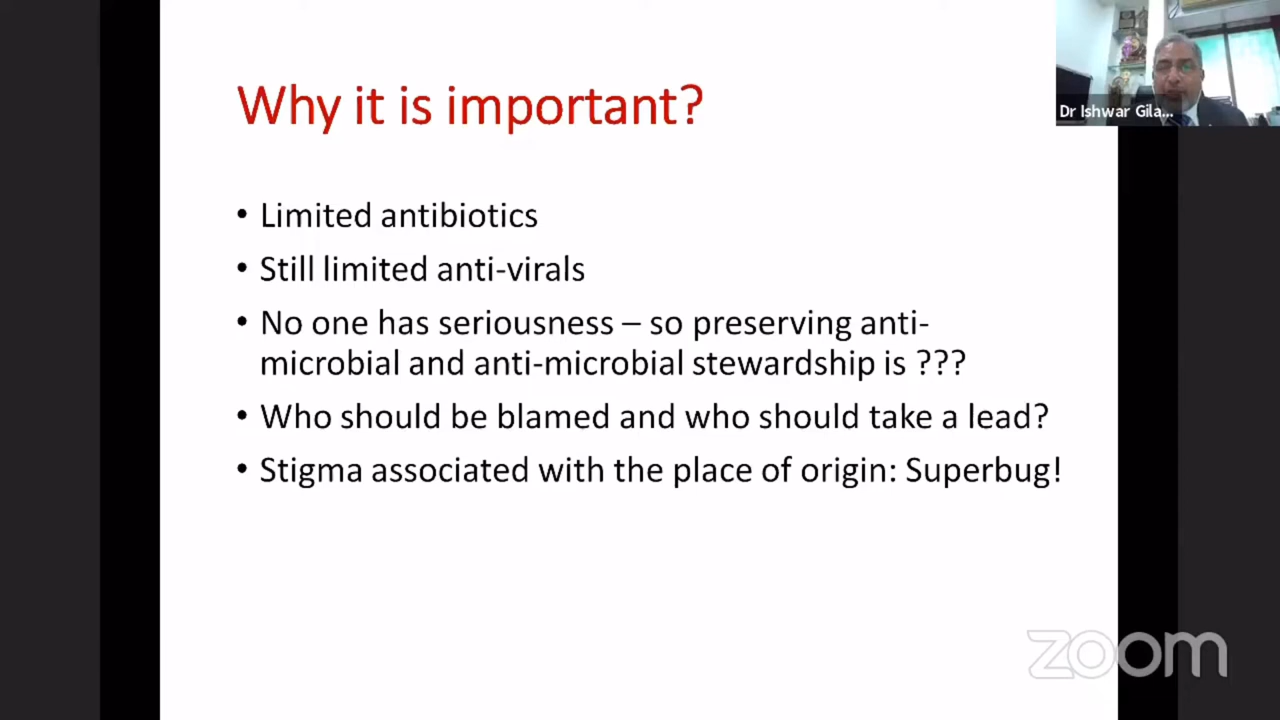 Why it is important?
Dr Ishwar Gila...
• Limited antibiotics
• Still limited anti-virals
• No one has seriousness – so preserving anti-
microbial and anti-microbial stewardship is ???
• Who should be blamed and who should take a lead?
• Stigma associated with the place of origin: Superbug!
zoom